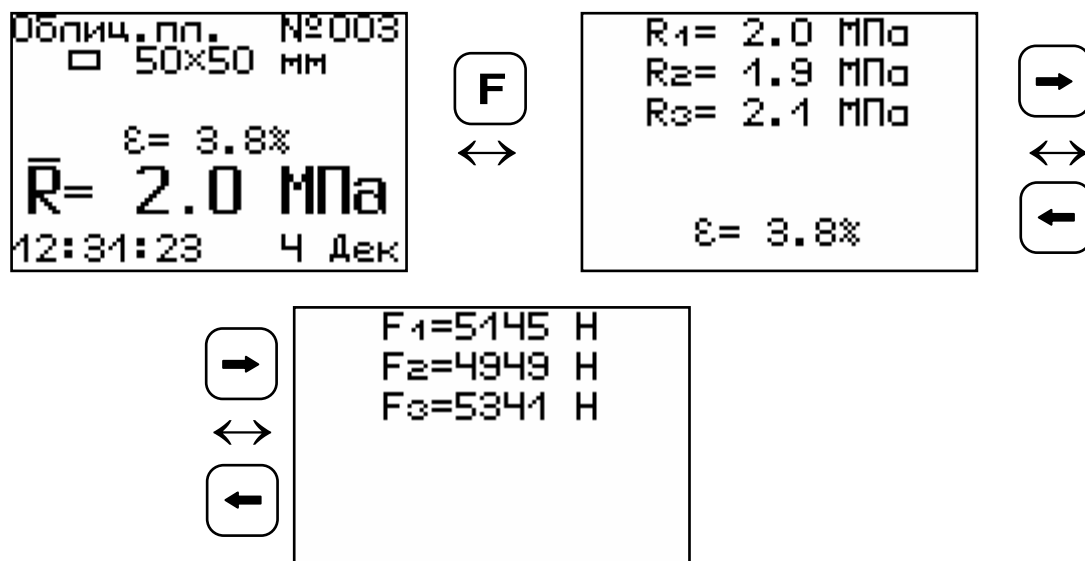 Облиц.пл. №003
50×50 мм
ε= 3.8%
R= 2.0 МПа
12:31:23 4 Дек
F
R1= 2.0 МПа
R2= 1.9 МПа
R3= 2.1 МПа
ε= 3.8%
F1=5145 Н
F2=4949 Н
F3=5341 Н